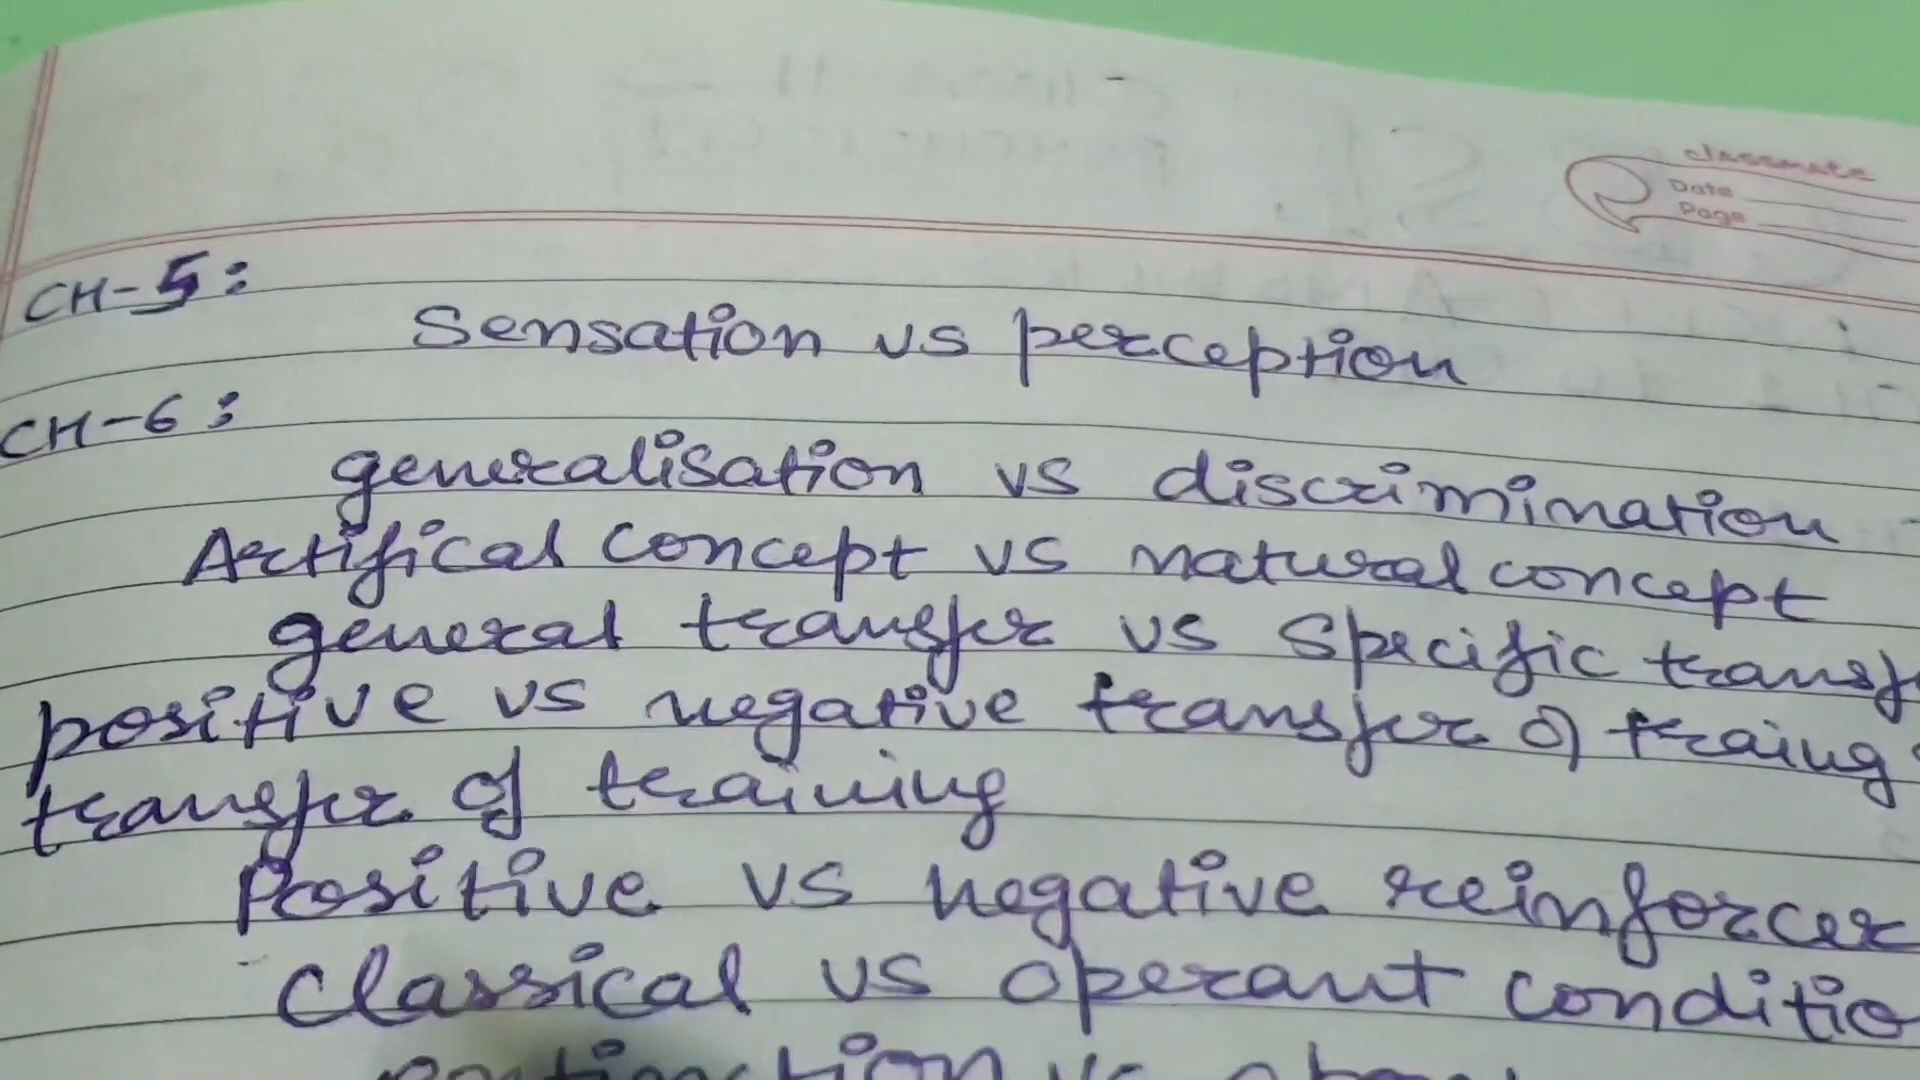 classmate
Date
Page
CH-5:
Sensation vs perception
CH-6:
generalisation vs discrimination
Artifical concept vs natural concept
general transfer vs specific transf
positive vs negative transfer of traing
transfer of training
Positive vs negative reinforcer
classical vs operant conditio
vs